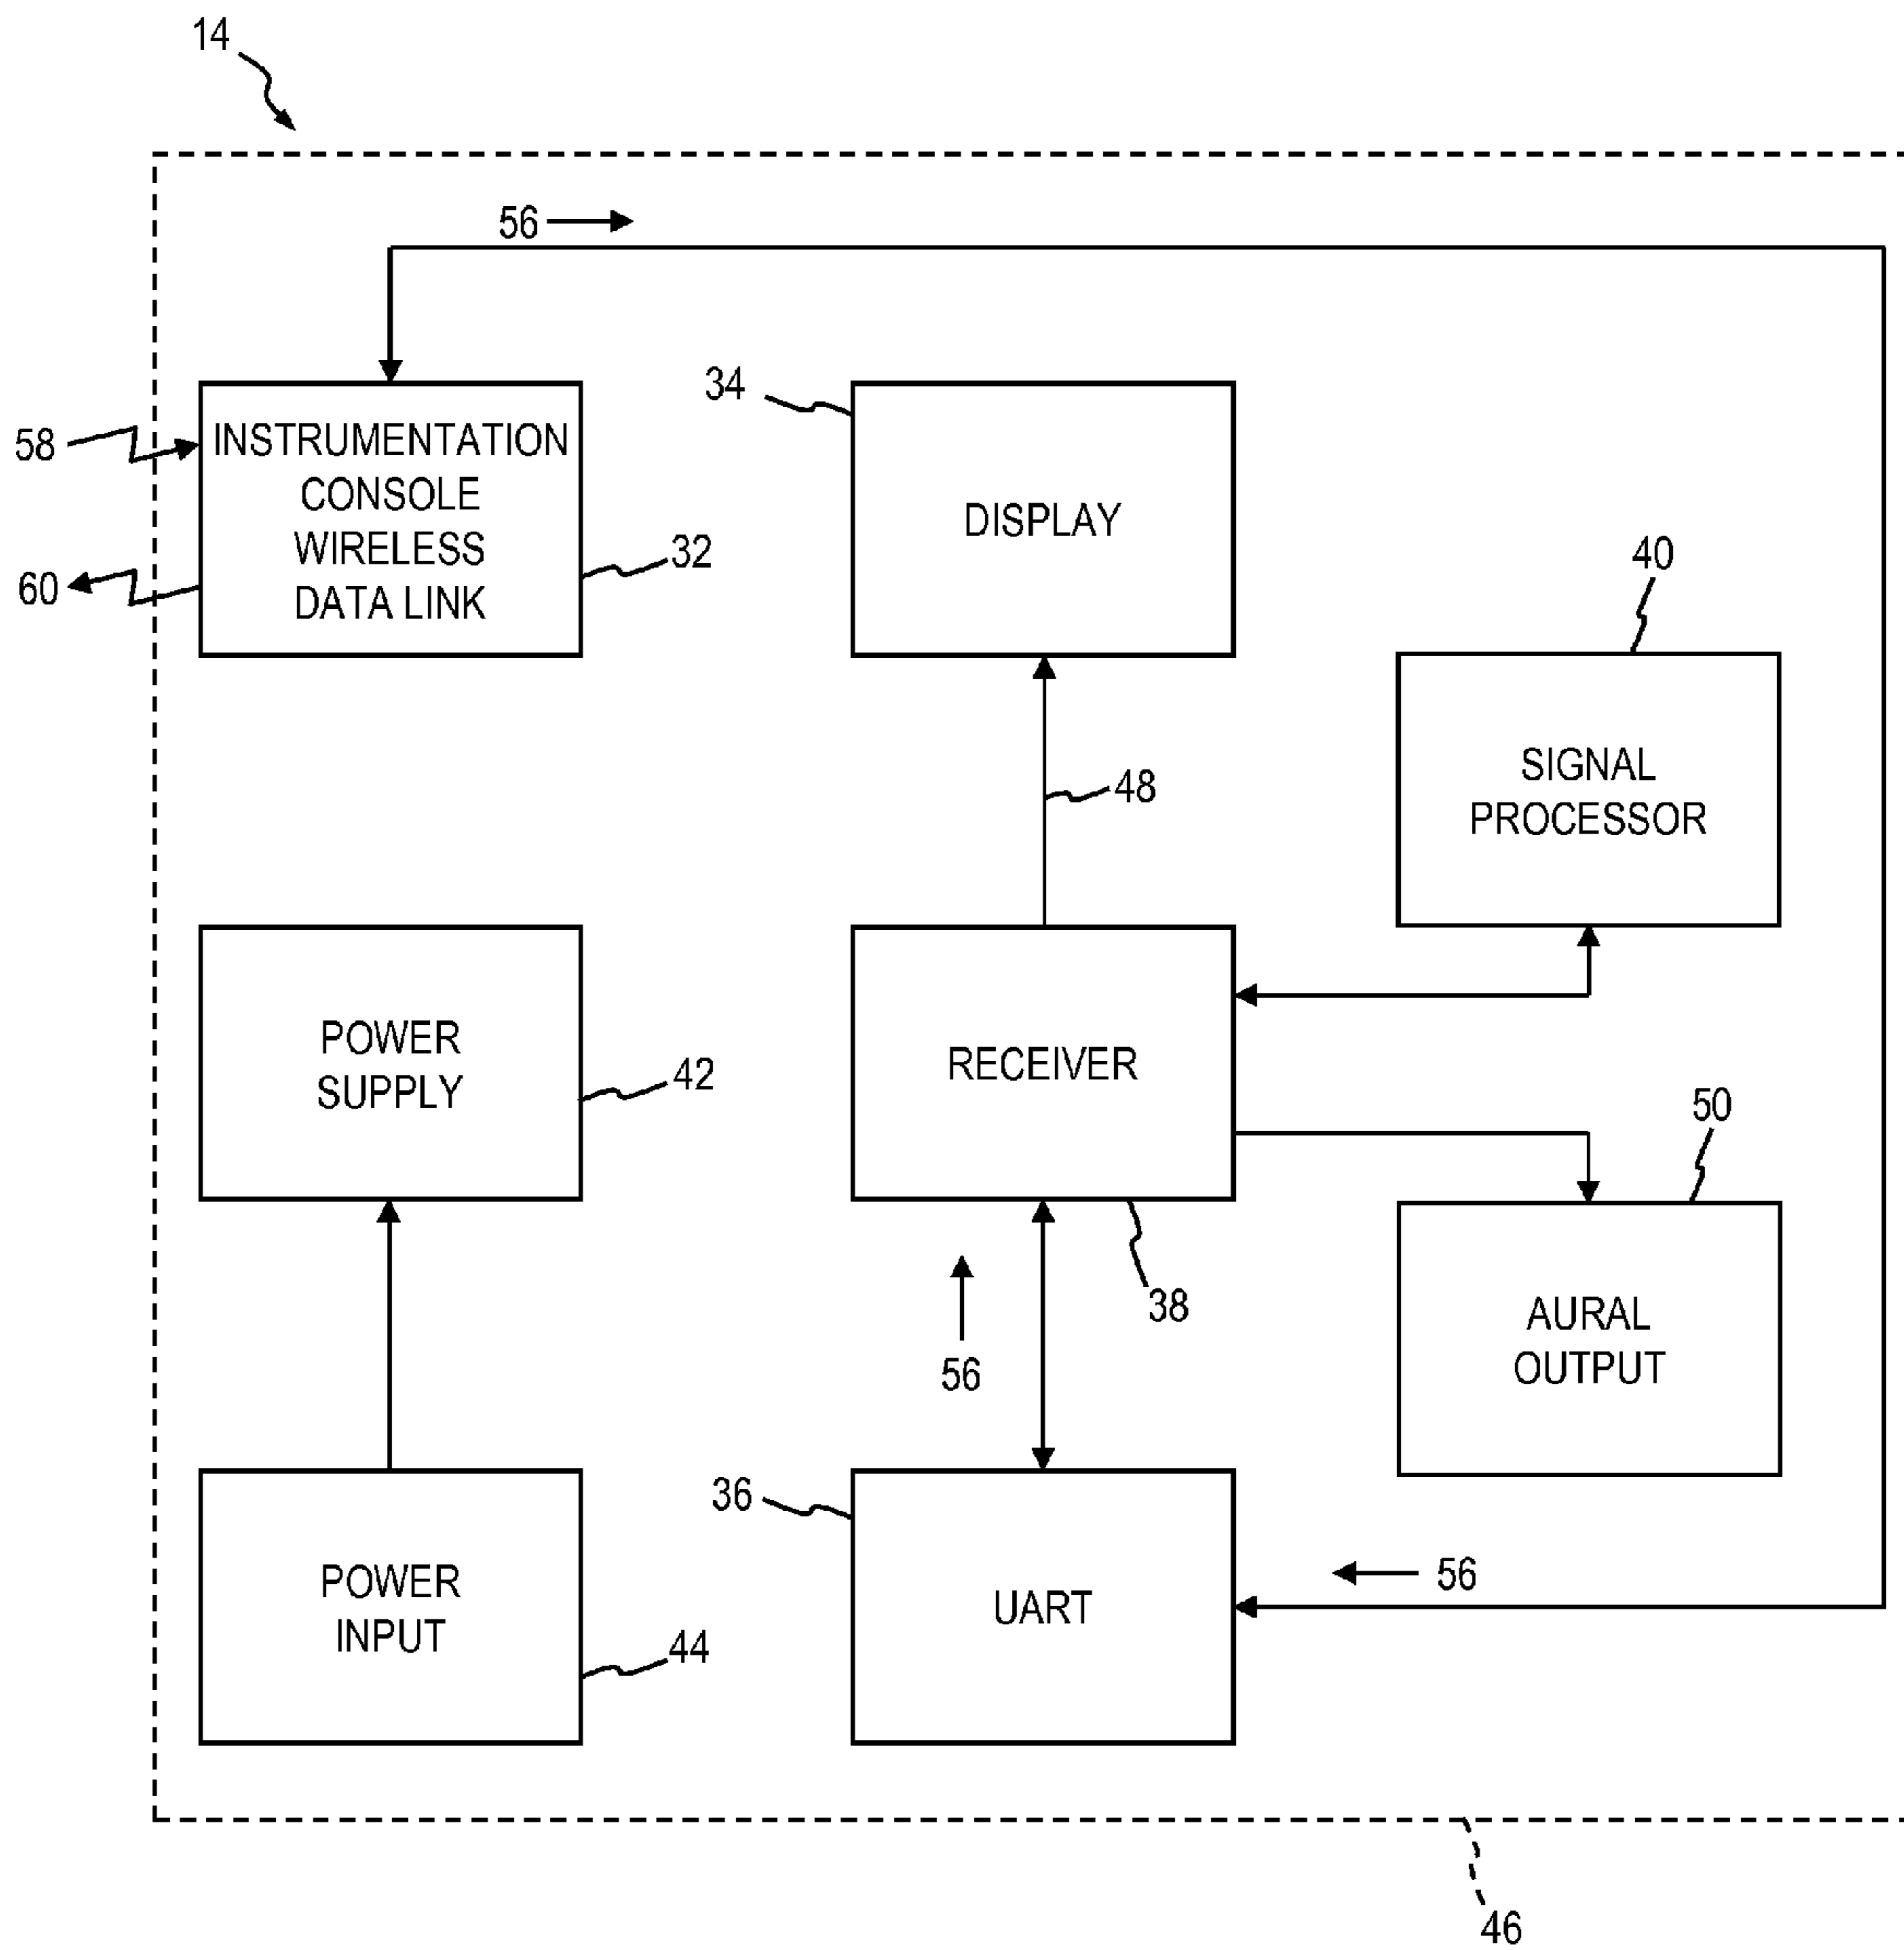 14
56
INSTRUMENTATION
CONSOLE
WIRELESS
DATA LINK
58
60
32
34
DISPLAY
40
SIGNAL
PROCESSOR
48
POWER
SUPPLY
42
RECEIVER
38
50
AURAL
OUTPUT
56
36
UART
56
POWER
INPUT
44
46